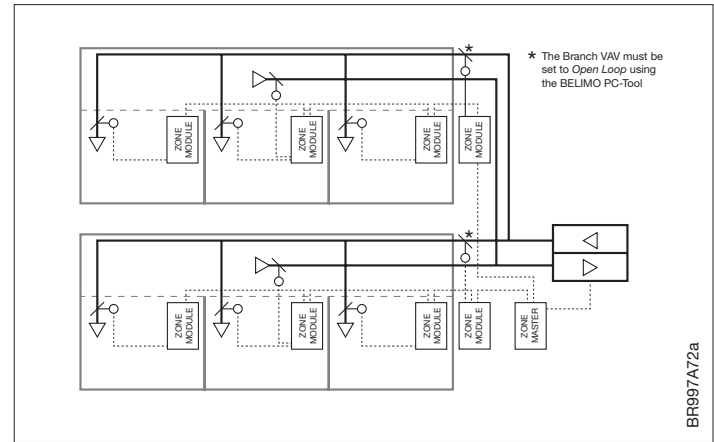 * The Branch VAV must be
set to Open Loop using
the BELIMO PC-Tool
*
ZONE
MODULE
ZONE
MODULE
ZONE
MODULE
ZONE
MODULE
*
ZONE
MODULE
ZONE
MODULE
ZONE
MODULE
ZONE
MODULE
ZONE
MASTER
BR997A72a